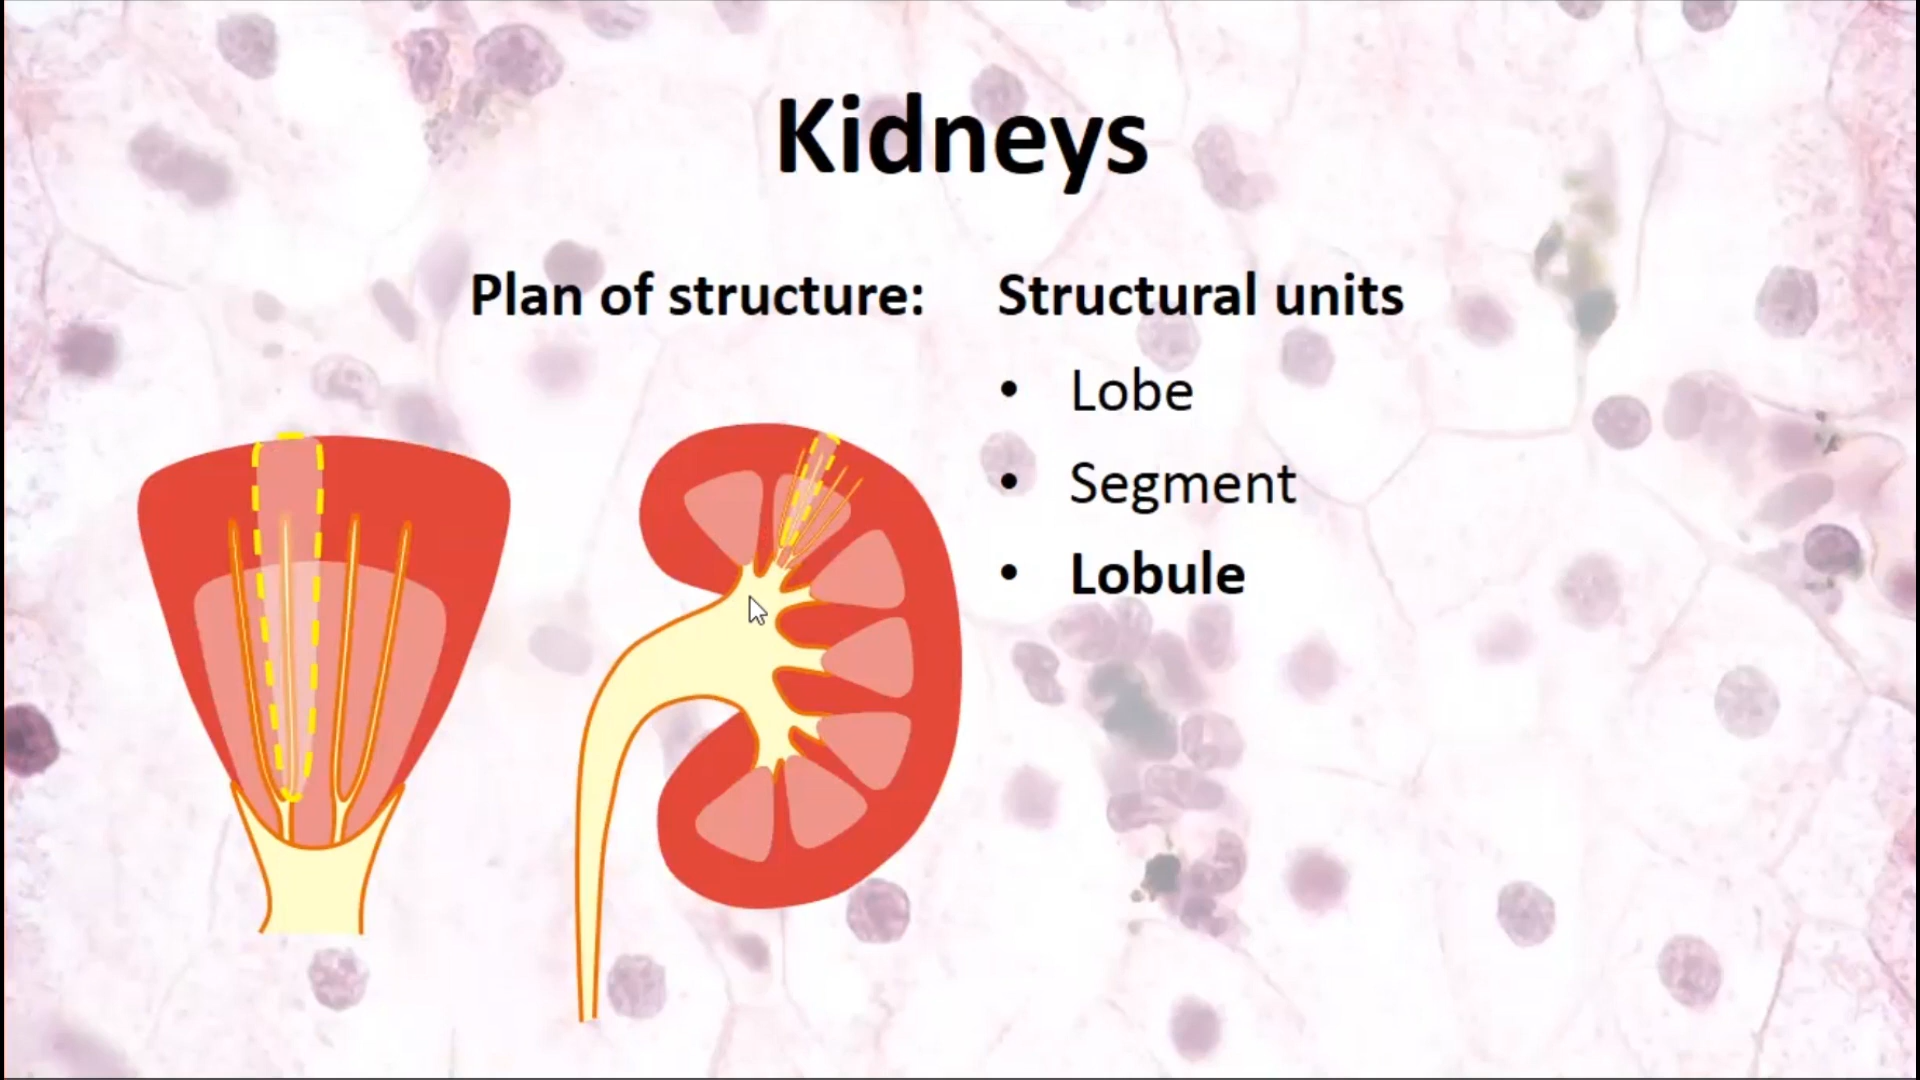 Kidneys
Plan of structure:
Structural units
• Lobe
• Segment
• Lobule